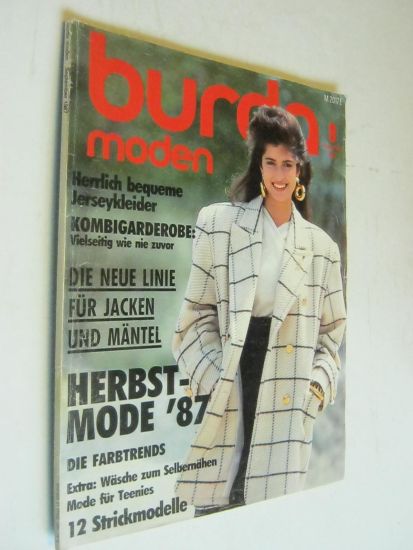 burda
moden
Herrlich bequeme
Jerseykleider
KOMBIGARDEROBE:
Vielseitig wie nie zuvor
DIE NEUE LINIE
FÜR JACKEN
UND MÄNTEL
HERBST-
MODE '87
DIE FARBTRENDS
Extra: Wäsche zum Selbernähen
Mode für Teenies
12 Strickmodelle